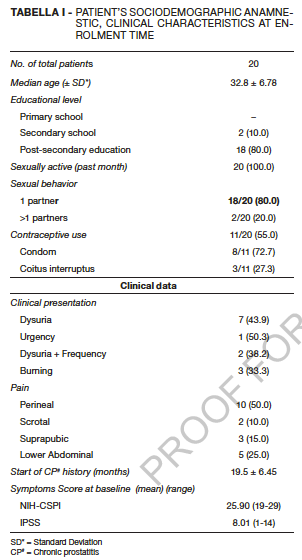 TABELLA I - PATIENT'S SOCIODEMOGRAPHIC ANAMNE-
STIC, CLINICAL CHARACTERISTICS AT EN-
ROLMENT TIME
No. of total patients 20
Median age (± SD*) 32.8 ± 6.78
Educational level
Primary school –
Secondary school 2 (10.0)
Post-secondary education 18 (80.0)
Sexually active (past month) 20 (100.0)
Sexual behavior
1 partner 18/20 (80.0)
>1 partners 2/20 (20.0)
Contraceptive use 11/20 (55.0)
Condom 8/11 (72.7)
Coitus interruptus 3/11 (27.3)
Clinical data
Clinical presentation
Dysuria 7 (43.9)
Urgency 1 (50.3)
Dysuria + Frequency 2 (38.2)
Burning 3 (33.3)
Pain
Perineal 10 (50.0)
Scrotal 2 (10.0)
Suprapubic 3 (15.0)
Lower Abdominal 5 (25.0)
Start of CP# history (months) 19.5 ± 6.45
Symptoms Score at baseline (mean) (range)
NIH-CSPI 25.90 (19-29)
IPSS 8.01 (1-14)
SD* = Standard Deviation
CP# = Chronic prostatitis
PROOF FOR